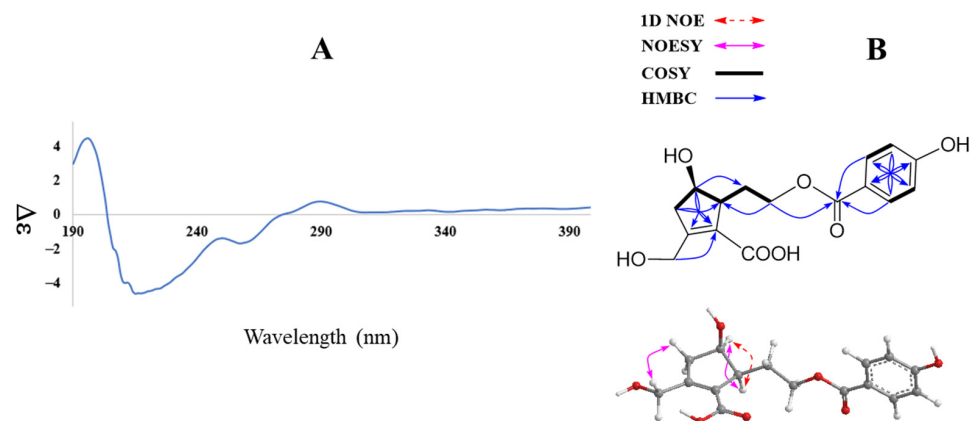 A
3∇
4
2
0
−2
−4
190
240
290
340
390
Wavelength (nm)
1D NOE
NOESY
COSY
HMBC
B
HO
OH
O
O
HO
COOH